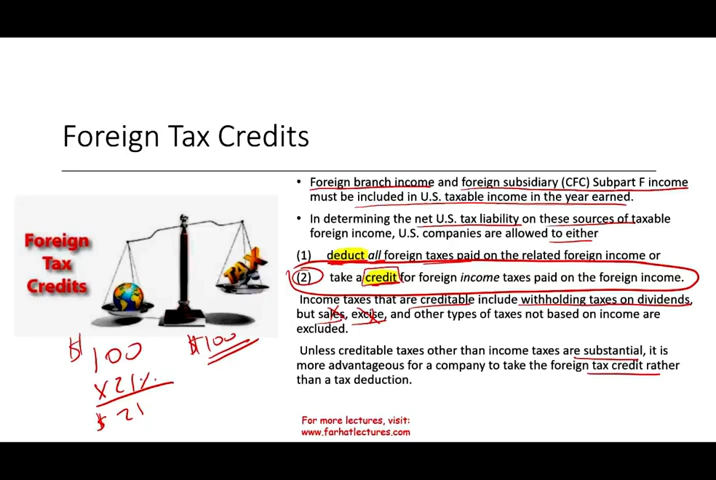 Foreign Tax Credits
Foreign
Tax
Credits
TAX
• Foreign branch income and foreign subsidiary (CFC) Subpart F income
must be included in U.S. taxable income in the year earned.
• In determining the net U.S. tax liability on these sources of taxable
foreign income, U.S. companies are allowed to either
(1) deduct all foreign taxes paid on the related foreign income or
(2) take a credit for foreign income taxes paid on the foreign income.
Income taxes that are creditable include withholding taxes on dividends,
but sales, excise, and other types of taxes not based on income are
excluded.
Unless creditable taxes other than income taxes are substantial, it is
more advantageous for a company to take the foreign tax credit rather
than a tax deduction.
$100
x21%
$21
$100
For more lectures, visit:
www.farhatlectures.com